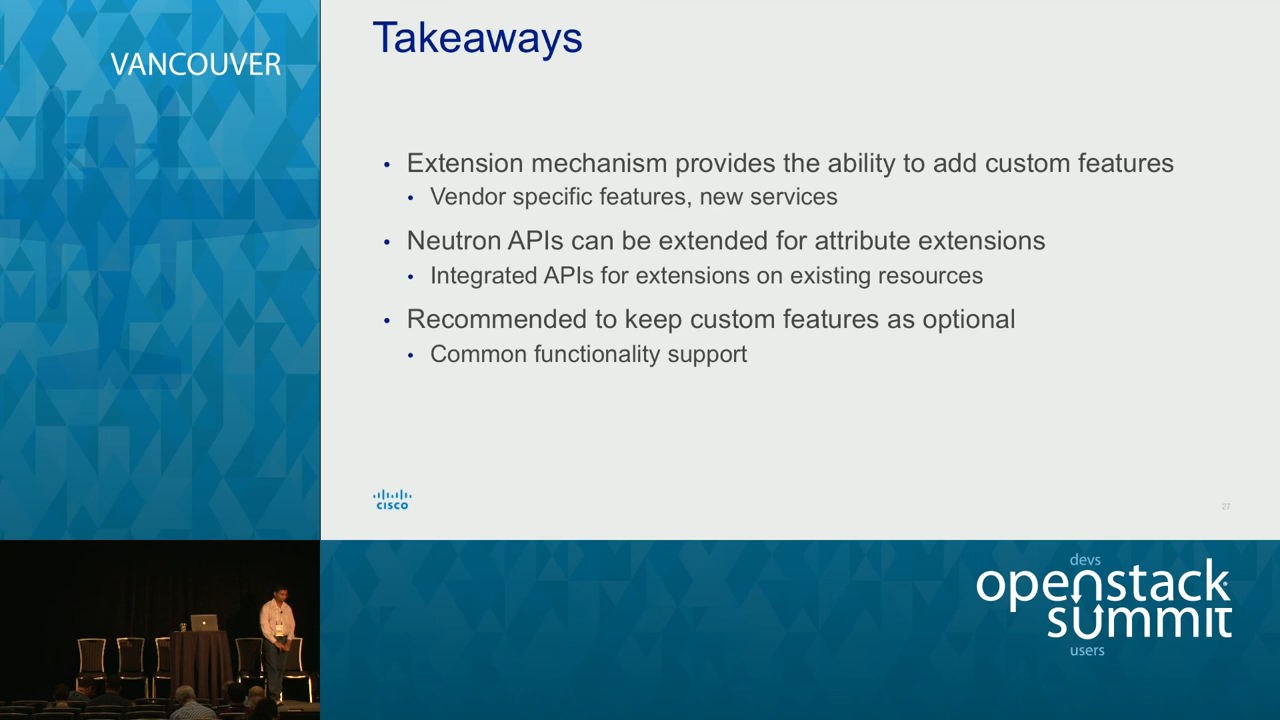 VANCOUVER
Takeaways
• Extension mechanism provides the ability to add custom features
• Vendor specific features, new services
• Neutron APIs can be extended for attribute extensions
• Integrated APIs for extensions on existing resources
• Recommended to keep custom features as optional
• Common functionality support
CISCO
27
devs
openstack
summit
users